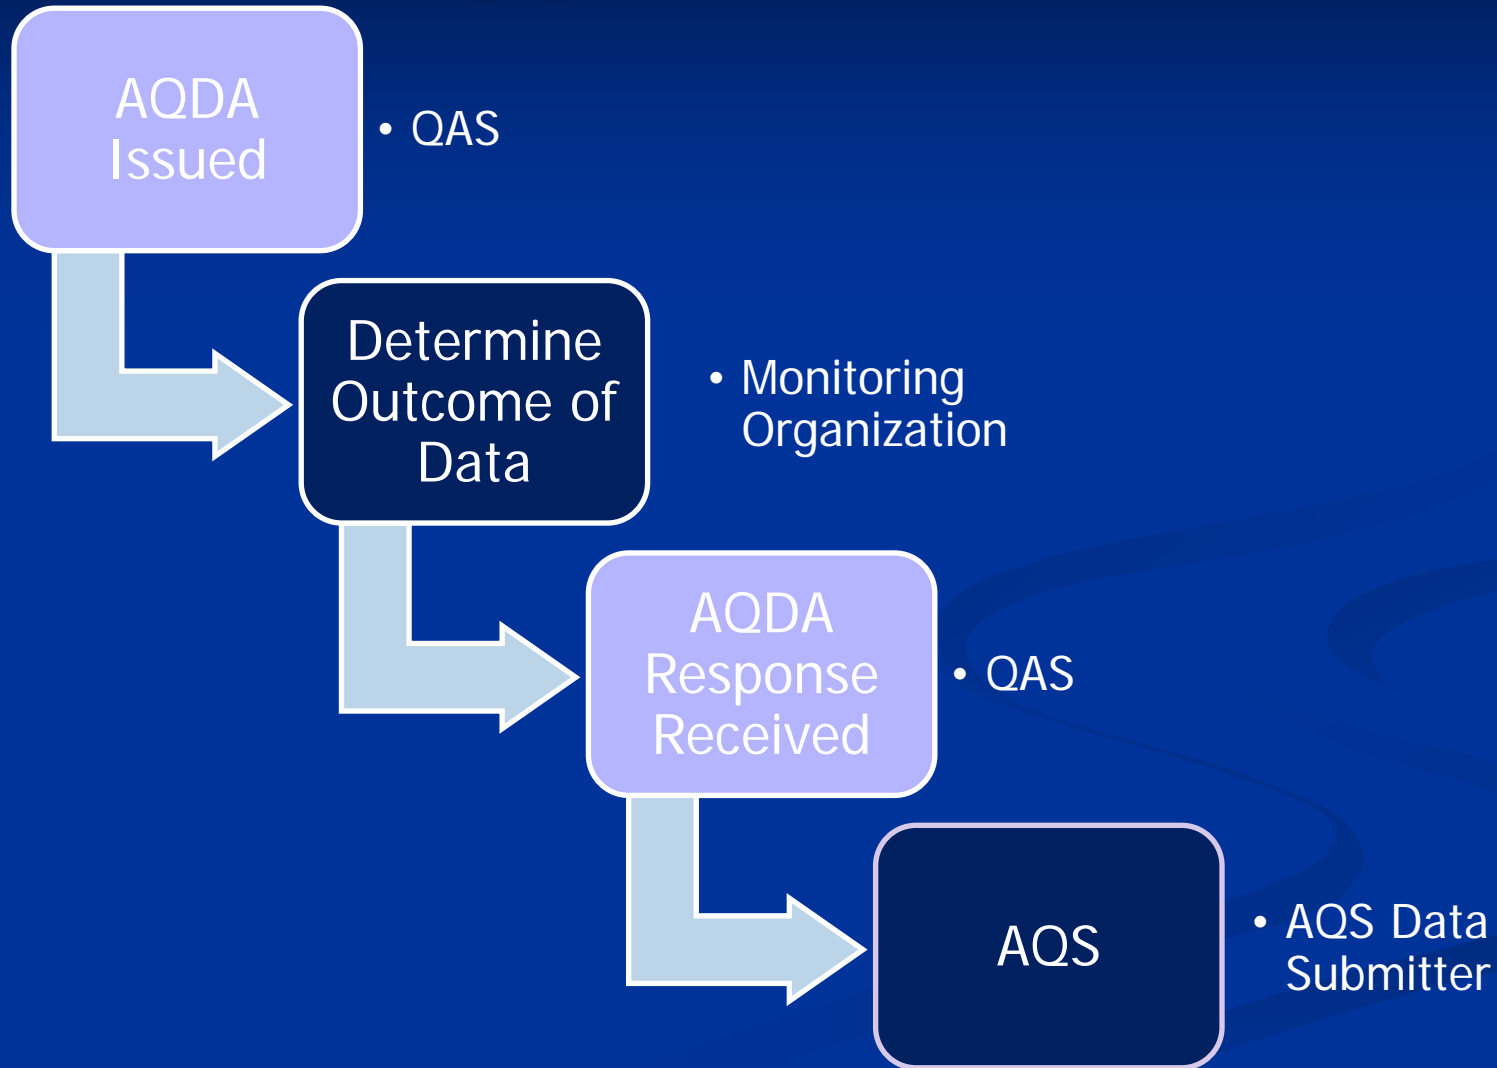 AQDA
Issued
• QAS
Determine
Outcome of
Data
• Monitoring
Organization
AQDA
Response
Received
• QAS
AQS
• AQS Data
Submitter